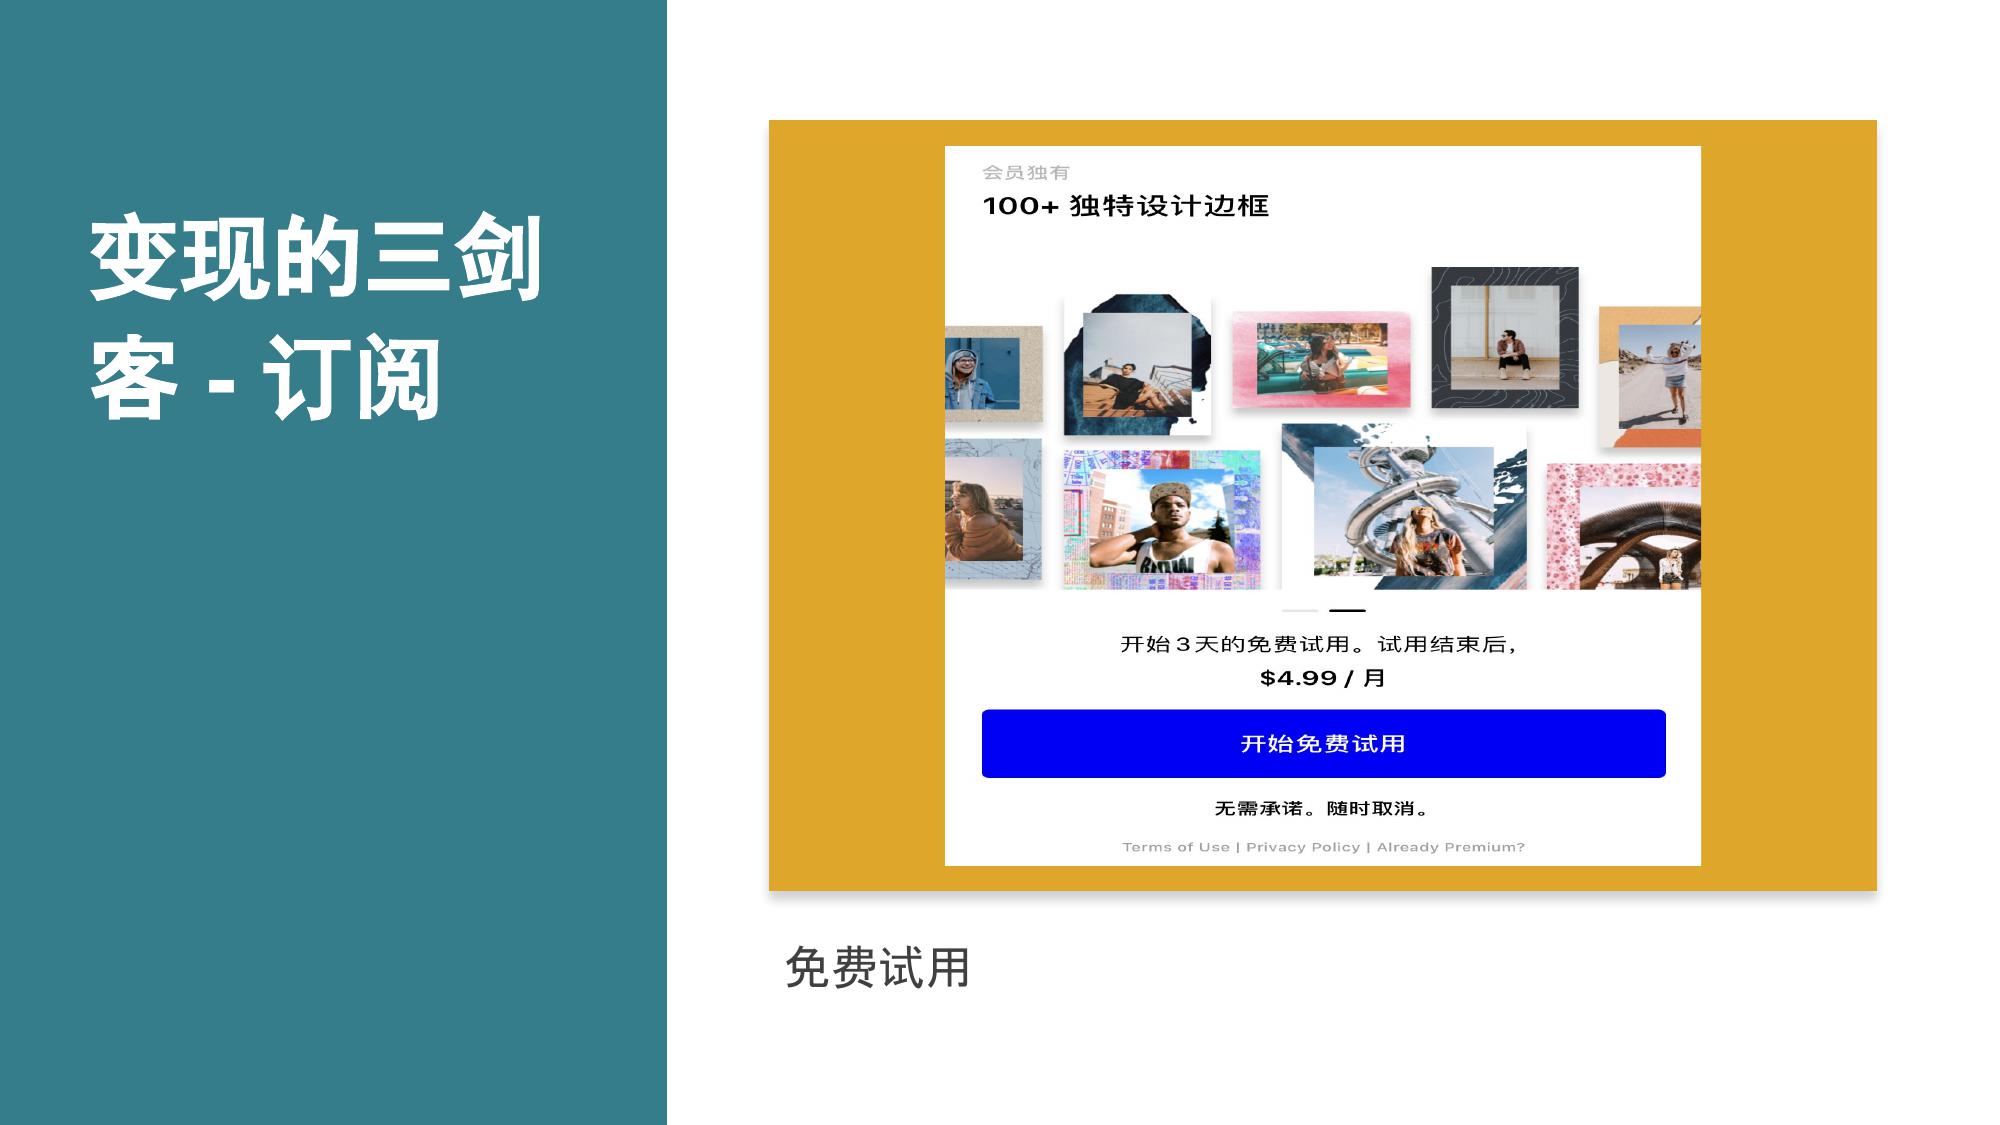 变现的三剑
客 - 订阅
会员独有
100+ 独特设计边框
开始3天的免费试用。试用结束后,
$4.99 / 月
开始免费试用
无需承诺。随时取消。
Terms of Use | Privacy Policy | Already Premium?
免费试用